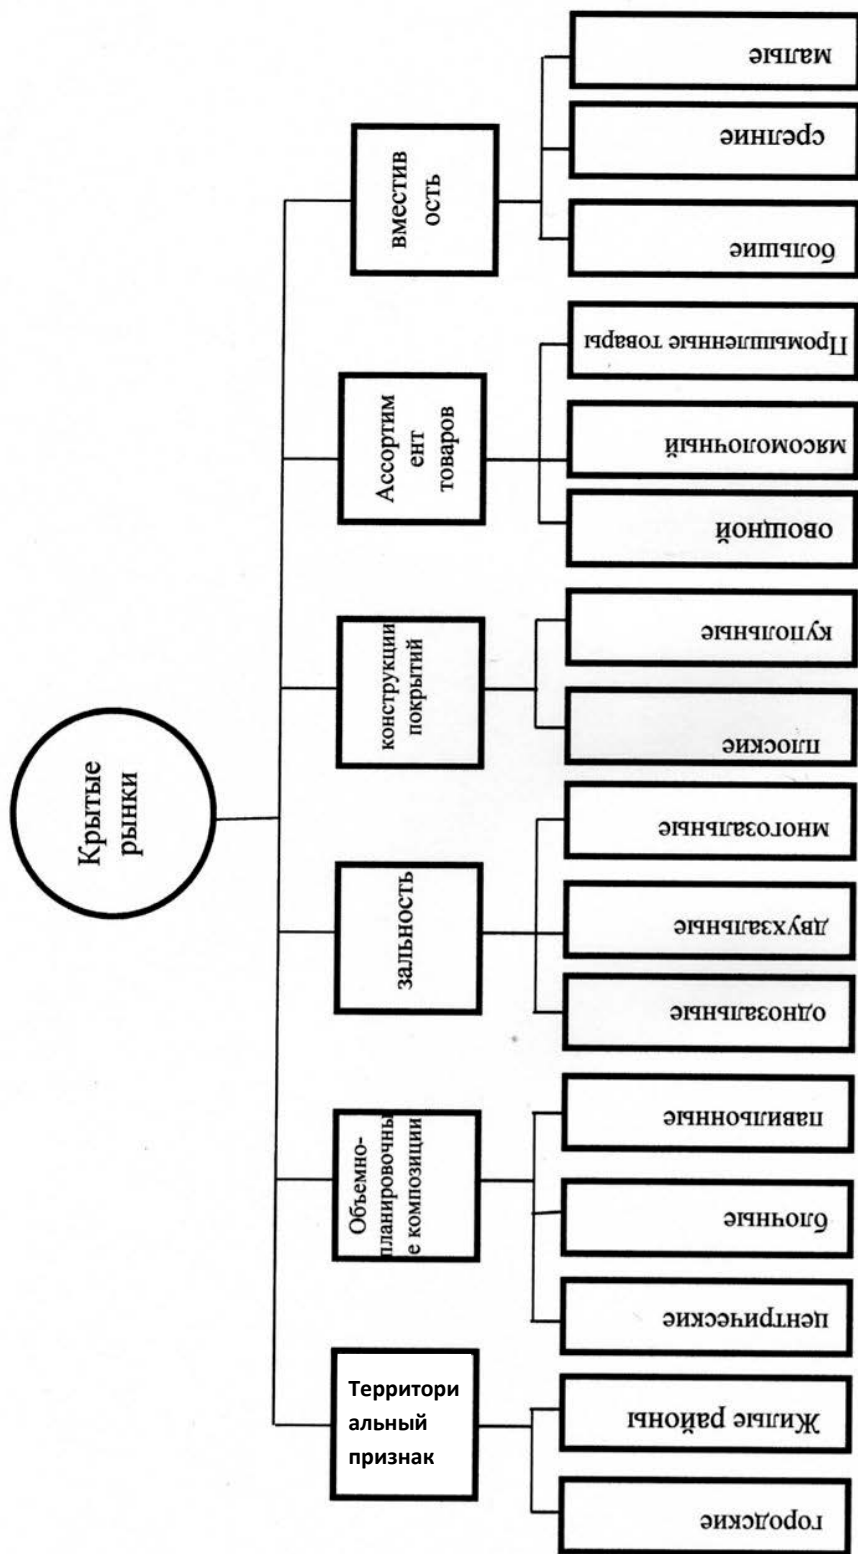 Крытые
рынки
Территори
альный
признак
Объемно-
планировочны
е композиции
зальность
конструкции
покрытий
Ассортим
ент
товаров
вместив
ость
городские
Жилые районы
центрические
блочные
павильонные
однозальные
двухзальные
многозальные
плоские
купольные
овощной
мясомолочный
Промышленные товары
большие
срелние
малые